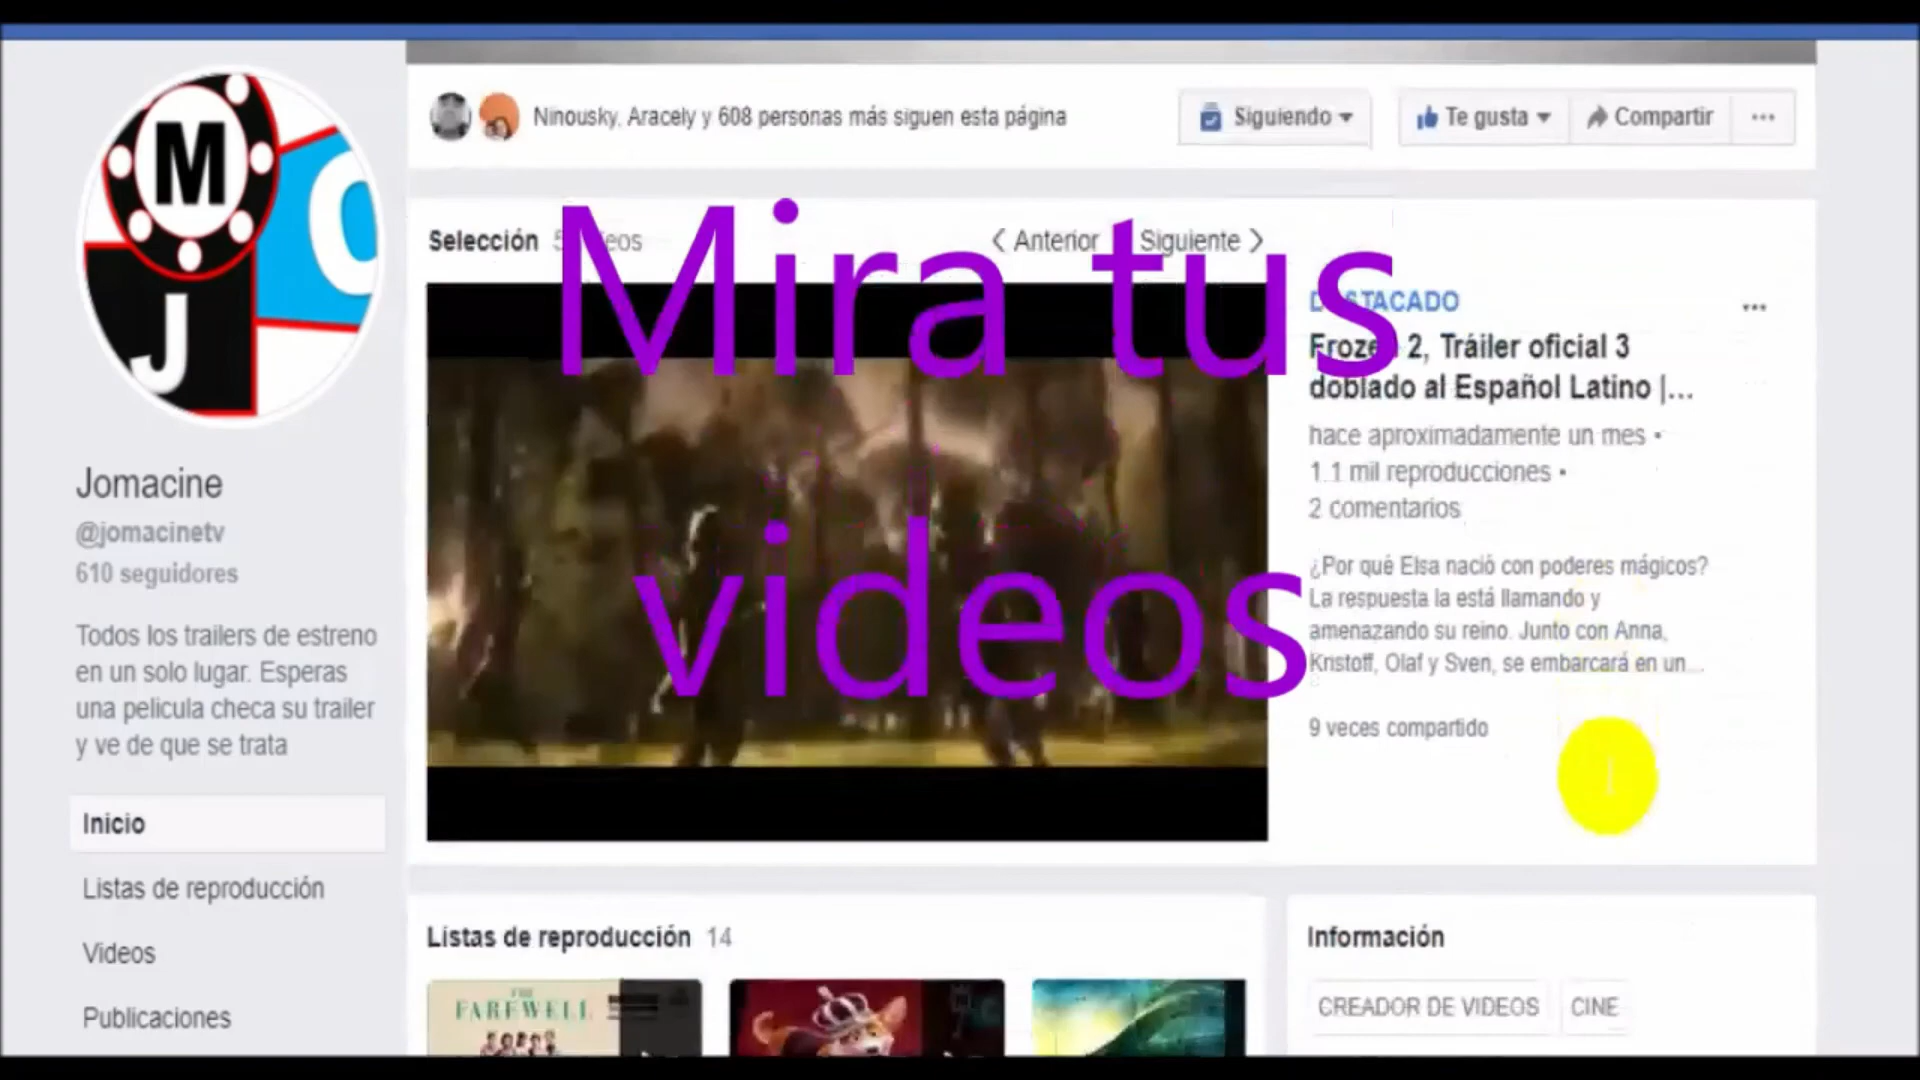 M
J
Jomacine
@jomacinetv
610 seguidores
Todos los trailers de estreno
en un solo lugar. Esperas
una pelicula checa su trailer
y ve de que se trata
Inicio
Listas de reproducción
Videos
Publicaciones
Ninousky, Aracely y 608 personas más siguen esta página
Siguiendo
Te gusta
Compartir
Selección
Anterior
Siguiente
Mira tus
videos
DESTACADO
Frozen 2, Tráiler oficial 3
doblado al Español Latino |...
hace aproximadamente un mes •
1.1 mil reproducciones •
2 comentarios
¿Por qué Elsa nació con poderes mágicos?
La respuesta la está llamando y
amenazando su reino. Junto con Anna,
Kristoff, Olaf y Sven, se embarcará en un...
9 veces compartido
Listas de reproducción 14
THE
FAREWELL
Información
CREADOR DE VIDEOS
CINE